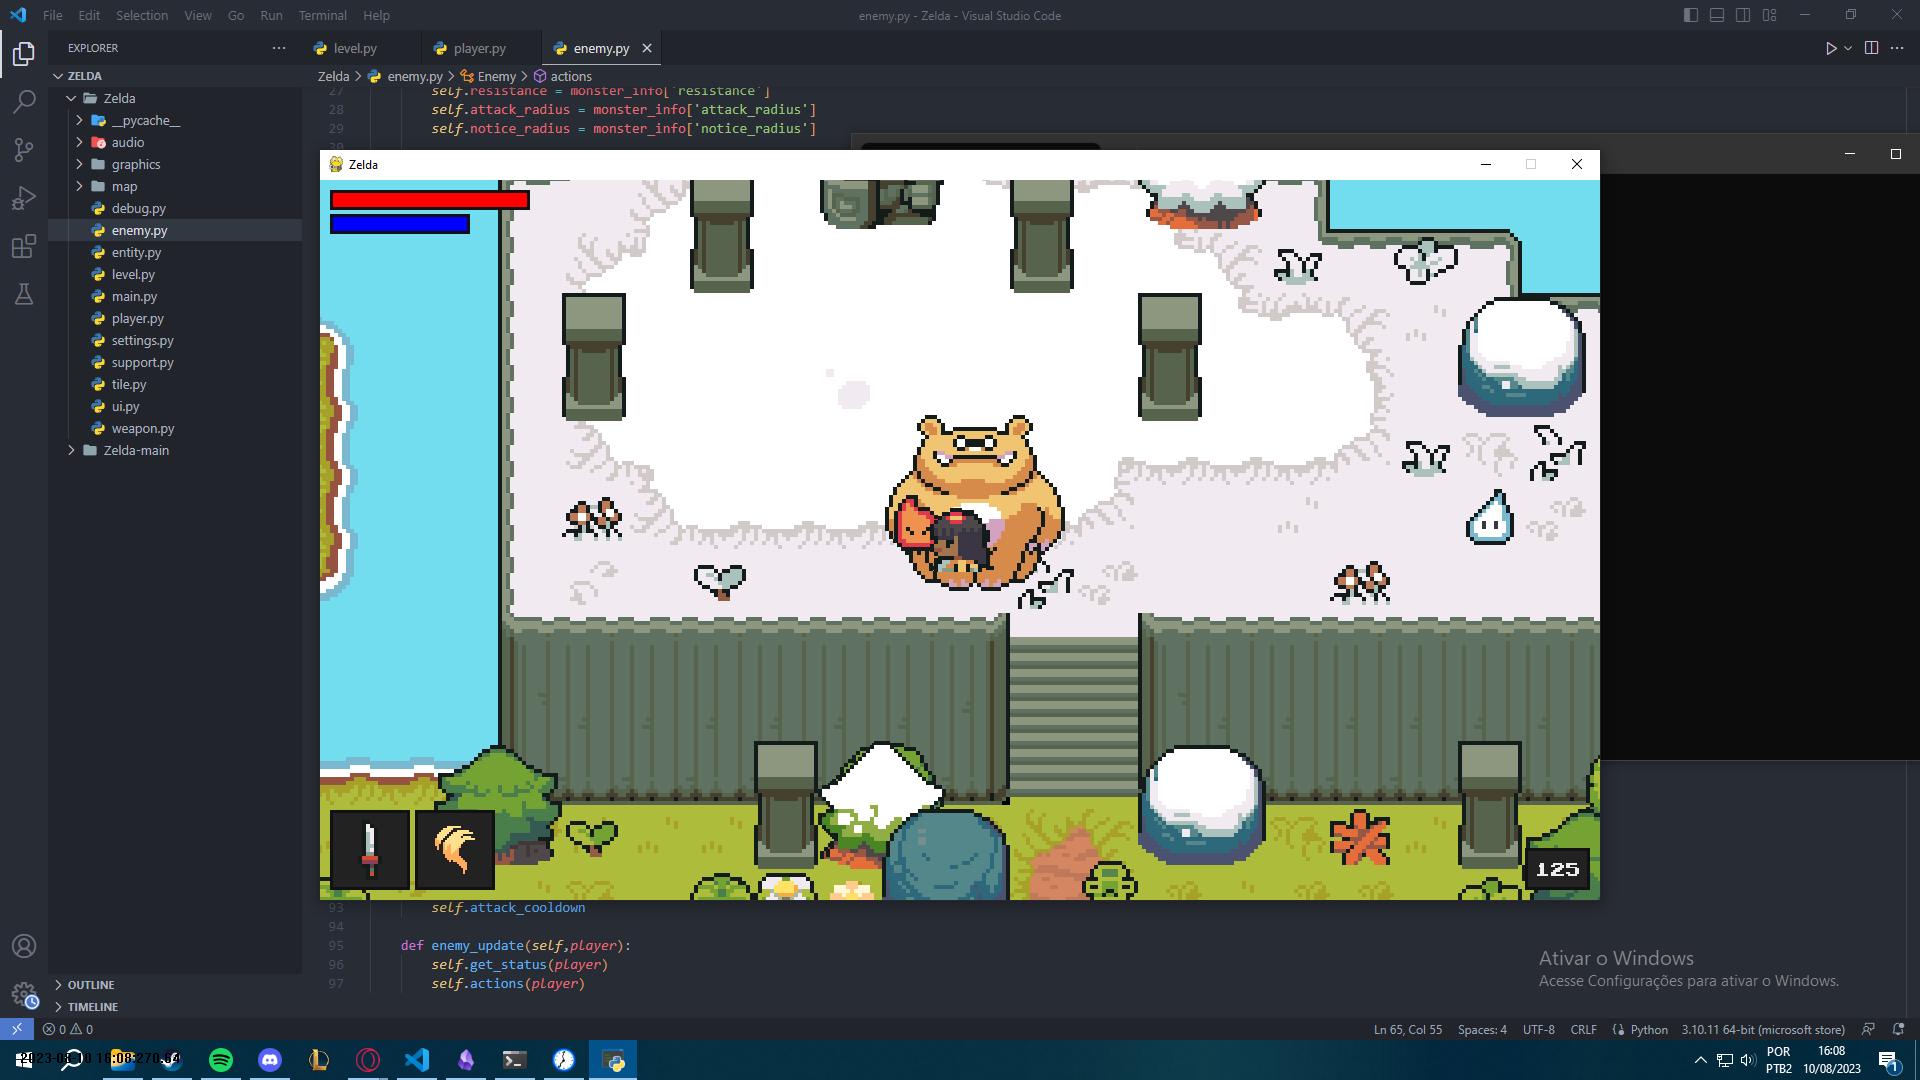 File Edit Selection View Go Run Terminal Help
enemy.py - Zelda - Visual Studio Code
EXPLORER
level.py
player.py
enemy.py
ZELDA
Zelda
__pycache__
audio
graphics
map
debug.py
enemy.py
entity.py
level.py
main.py
player.py
settings.py
support.py
tile.py
ui.py
weapon.py
Zelda-main
OUTLINE
TIMELINE
Zelda > enemy.py > Enemy > actions
27 self.resistance = monster_info['resistance']
28 self.attack_radius = monster_info['attack_radius']
29 self.notice_radius = monster_info['notice_radius']
Zelda
125
93 self.attack_cooldown
94
95 def enemy_update(self,player):
96 self.get_status(player)
97 self.actions(player)
Ativar o Windows
Acesse Configurações para ativar o Windows.
0 0
Ln 65, Col 55 Spaces: 4 UTF-8 CRLF Python 3.10.11 64-bit (microsoft store)
POR
PTB2
16:08
10/08/2023
1